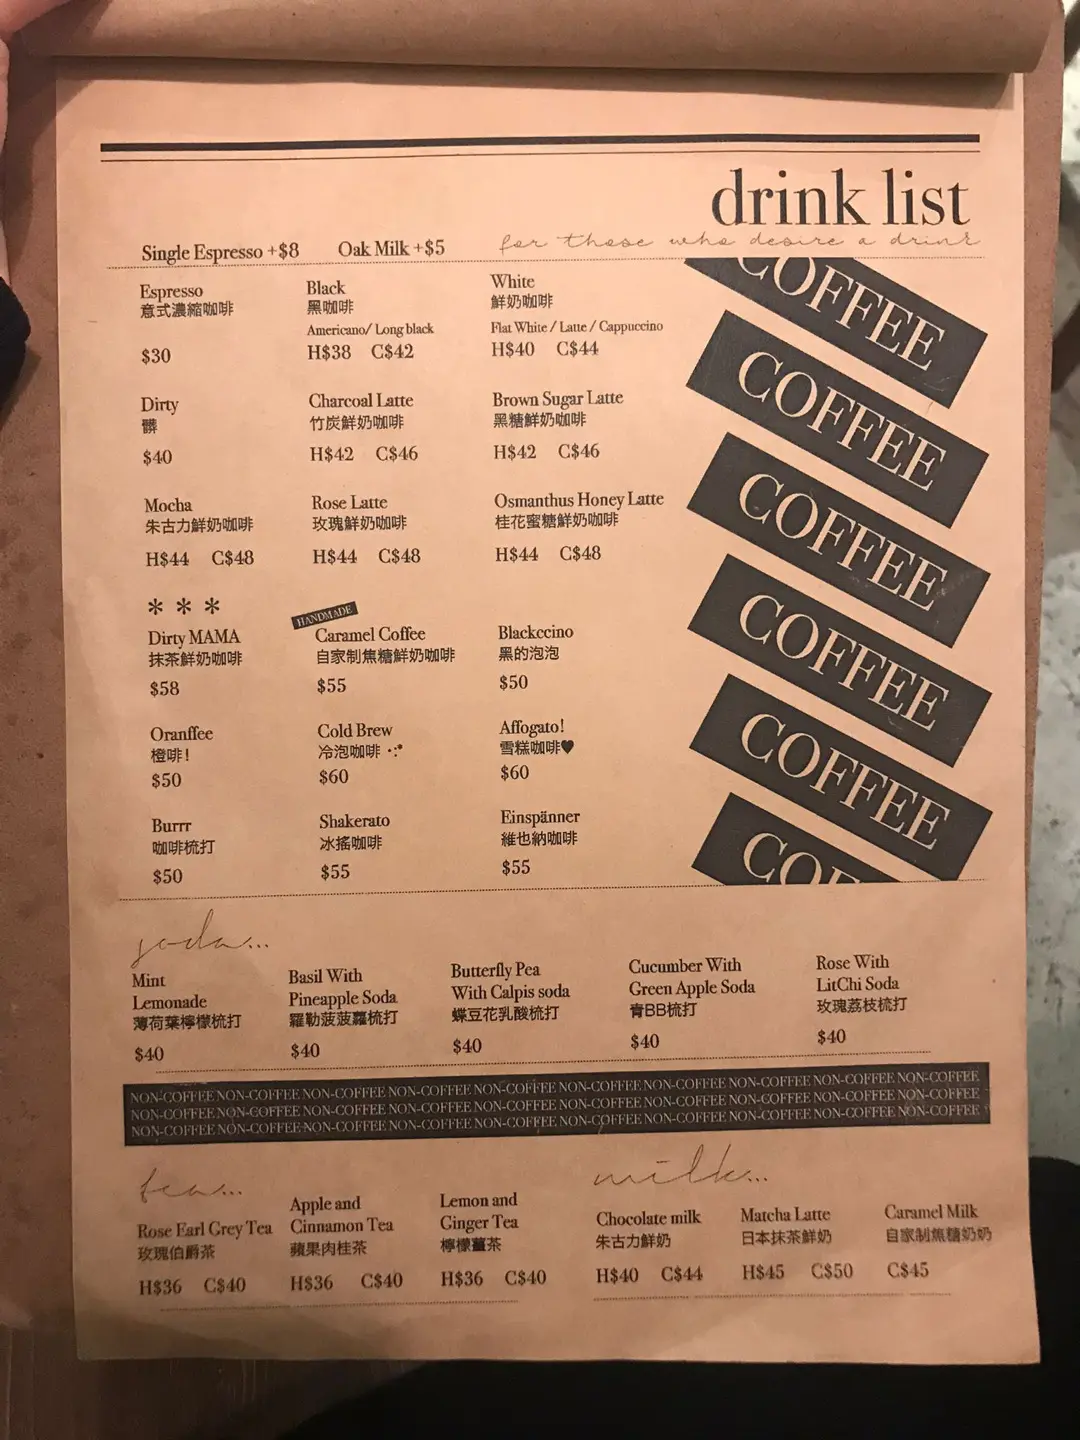 drink list
for those who desire a drink
Single Espresso +$8 Oak Milk +$5
Espresso
意式濃縮咖啡
$30
Black
黑咖啡
Americano/ Long black
H$38 C$42
White
鮮奶咖啡
Flat White / Latte / Cappuccino
H$40 C$44
Dirty
髒
$40
Charcoal Latte
竹炭鮮奶咖啡
H$42 C$46
Brown Sugar Latte
黑糖鮮奶咖啡
H$42 C$46
Mocha
朱古力鮮奶咖啡
H$44 C$48
Rose Latte
玫瑰鮮奶咖啡
H$44 C$48
Osmanthus Honey Latte
桂花蜜糖鮮奶咖啡
H$44 C$48
***
Dirty MAMA
抹茶鮮奶咖啡
$58
HANDMADE
Caramel Coffee
自家制焦糖鮮奶咖啡
$55
Blackccino
黑的泡泡
$50
Oranffee
橙啡!
$50
Cold Brew
冷泡咖啡
$60
Affogato!
雪糕咖啡♥
$60
Burrr
咖啡梳打
$50
Shakerato
冰搖咖啡
$55
Einspänner
維也納咖啡
$55
COFFEE
COFFEE
COFFEE
COFFEE
COFFEE
COFFEE
soda...
Mint
Lemonade
薄荷葉檸檬梳打
$40
Basil With
Pineapple Soda
羅勒菠菠蘿梳打
$40
Butterfly Pea
With Calpis soda
蝶豆花乳酸梳打
$40
Cucumber With
Green Apple Soda
青BB梳打
$40
Rose With
LitChi Soda
玫瑰荔枝梳打
$40
NON-COFFEE NON-COFFEE NON-COFFEE NON-COFFEE NON-COFFEE NON-COFFEE NON-COFFEE NON-COFFEE NON-COFFEE NON-COFFEE
NON-COFFEE NON-COFFEE NON-COFFEE NON-COFFEE NON-COFFEE NON-COFFEE NON-COFFEE NON-COFFEE NON-COFFEE NON-COFFEE
NON-COFFEE NON-COFFEE NON-COFFEE NON-COFFEE NON-COFFEE NON-COFFEE NON-COFFEE NON-COFFEE NON-COFFEE NON-COFFEE
tea...
Rose Earl Grey Tea
玫瑰伯爵茶
H$36 C$40
Apple and
Cinnamon Tea
蘋果肉桂茶
H$36 C$40
Lemon and
Ginger Tea
檸檬薑茶
H$36 C$40
milk...
Chocolate milk
朱古力鮮奶
H$40 C$44
Matcha Latte
日本抹茶鮮奶
H$45 C$50
Caramel Milk
自家制焦糖奶奶
C$45